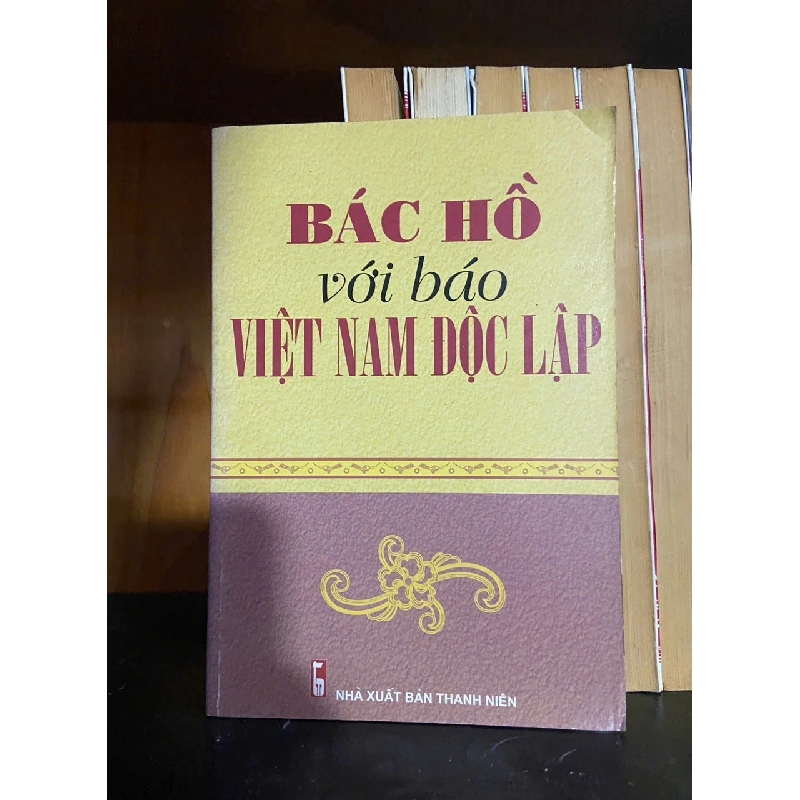 BÁC HỒ
với báo
VIỆT NAM ĐỘC LẬP
NHÀ XUẤT BẢN THANH NIÊN